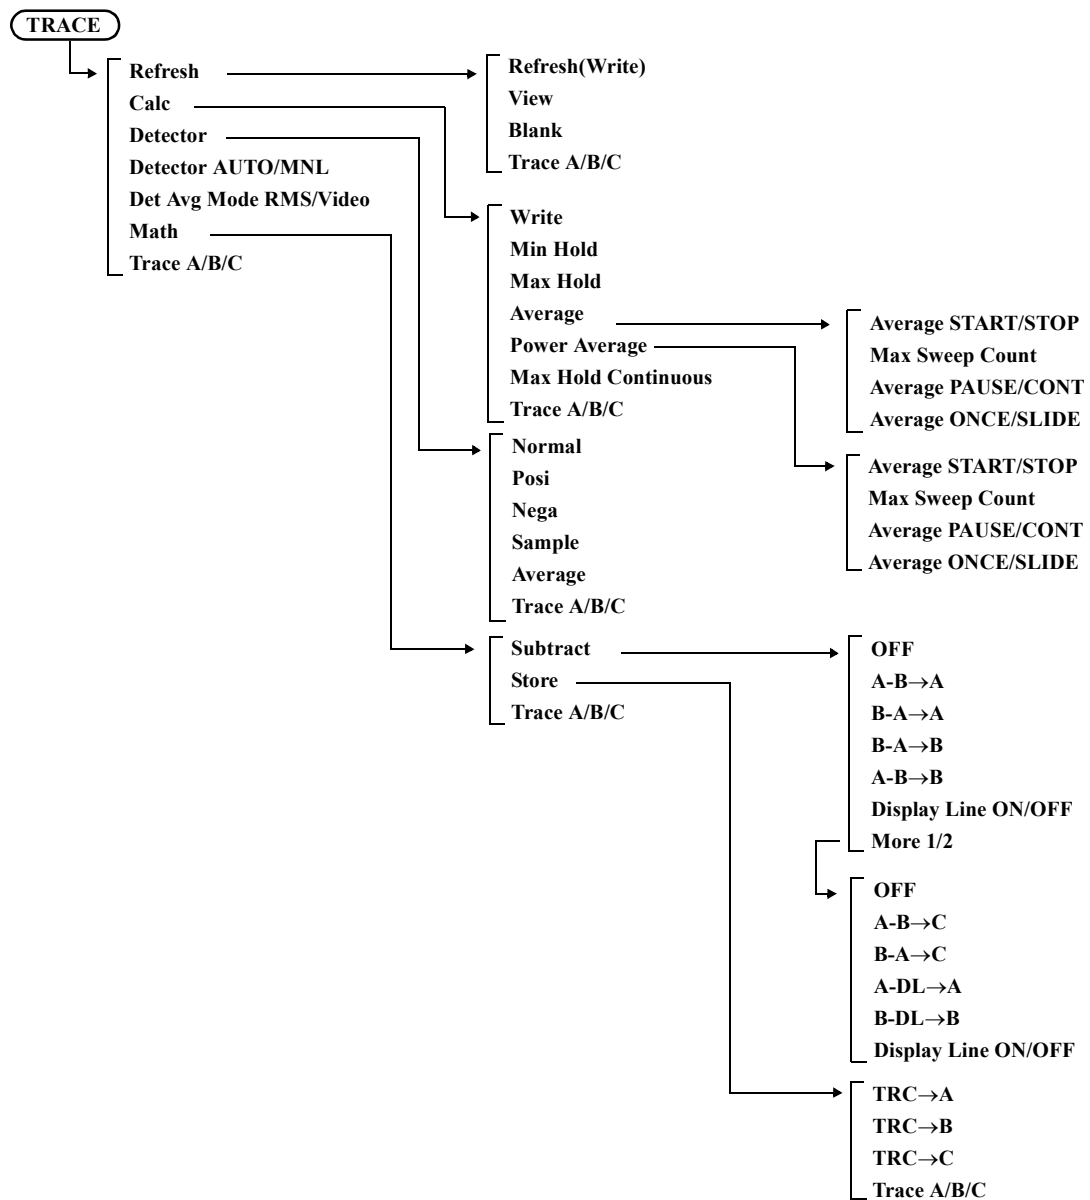 TRACE
Refresh
Calc
Detector
Detector AUTO/MNL
Det Avg Mode RMS/Video
Math
Trace A/B/C
Refresh(Write)
View
Blank
Trace A/B/C
Write
Min Hold
Max Hold
Average
Power Average
Max Hold Continuous
Trace A/B/C
Average START/STOP
Max Sweep Count
Average PAUSE/CONT
Average ONCE/SLIDE
Average START/STOP
Max Sweep Count
Average PAUSE/CONT
Average ONCE/SLIDE
Normal
Posi
Nega
Sample
Average
Trace A/B/C
Subtract
Store
Trace A/B/C
OFF
A-B→A
B-A→A
B-A→B
A-B→B
Display Line ON/OFF
More 1/2
OFF
A-B→C
B-A→C
A-DL→A
B-DL→B
Display Line ON/OFF
TRC→A
TRC→B
TRC→C
Trace A/B/C